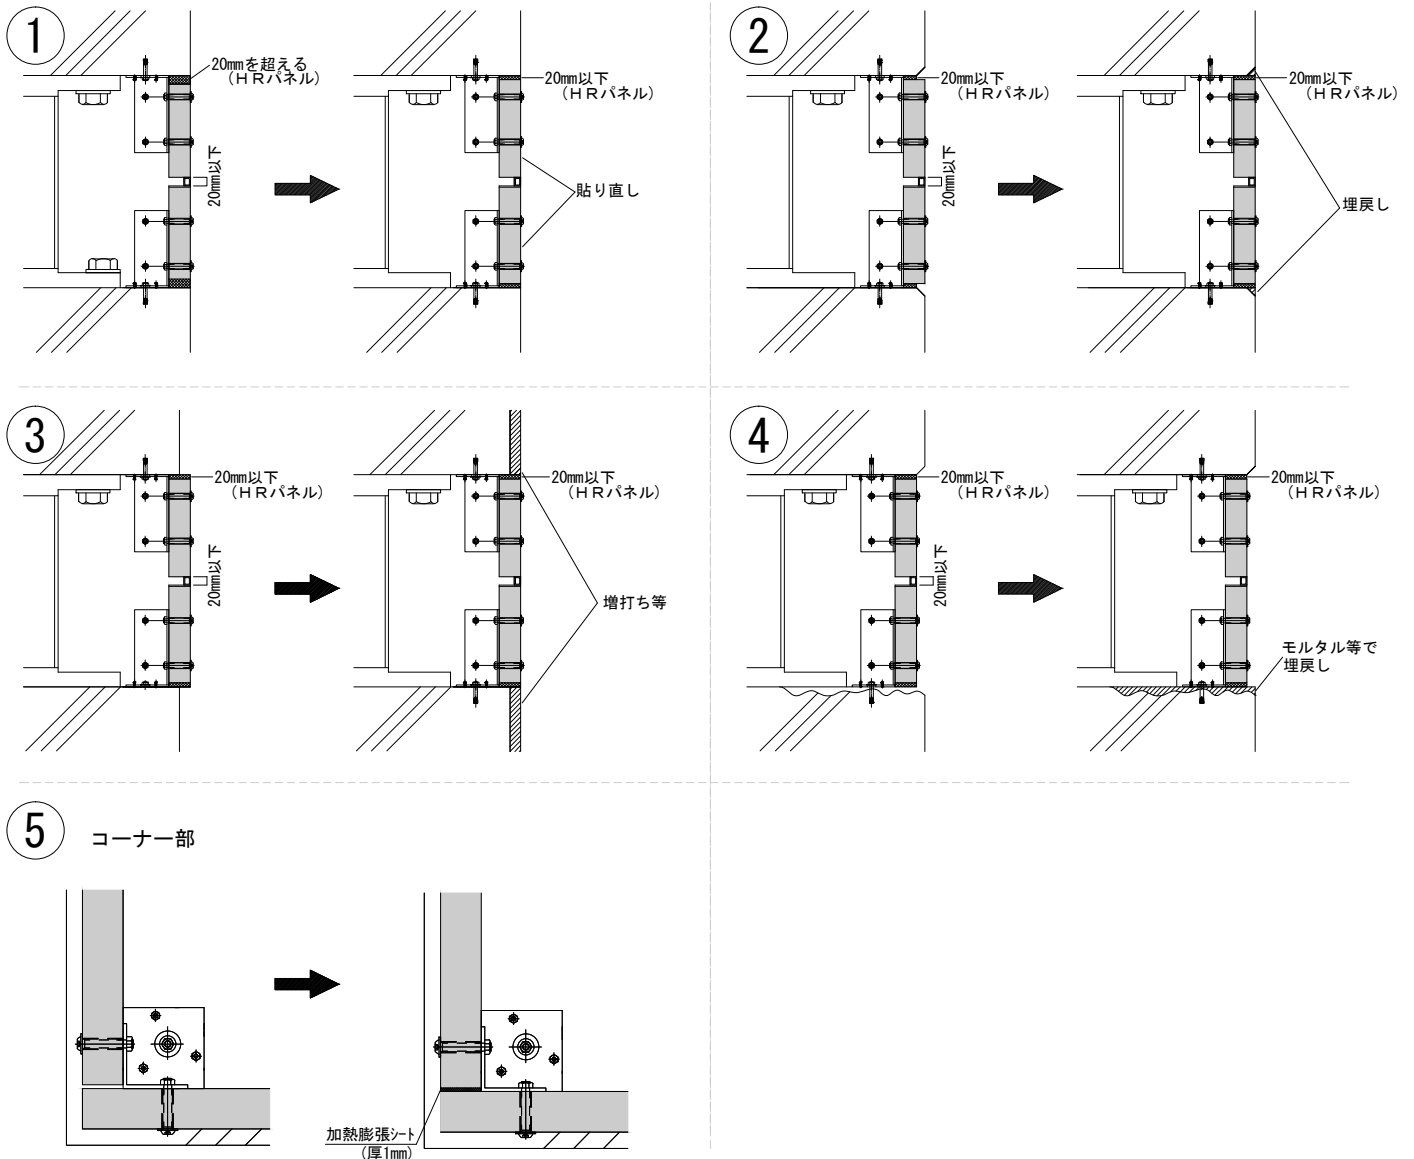 ①
20mmを超える
(HRパネル)
20mm以下
20mm以下
(HRパネル)
貼り直し
②
20mm以下
(HRパネル)
20mm以下
20mm以下
(HRパネル)
埋戻し
③
20mm以下
(HRパネル)
20mm以下
20mm以下
(HRパネル)
増打ち等
④
20mm以下
(HRパネル)
20mm以下
20mm以下
(HRパネル)
モルタル等で
埋戻し
⑤ コーナー部
加熱膨張シート
(厚1mm)